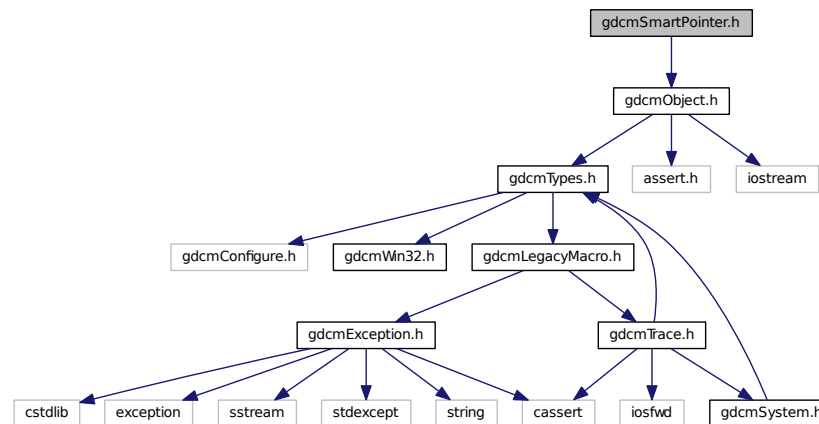 gdcmSmartPointer.h
gdcmObject.h
gdcmTypes.h
assert.h
iostream
gdcmConfigure.h
gdcmWin32.h
gdcmLegacyMacro.h
gdcmException.h
gdcmTrace.h
cstdlib
exception
sstream
stdexcept
string
cassert
iosfwd
gdcmSystem.h